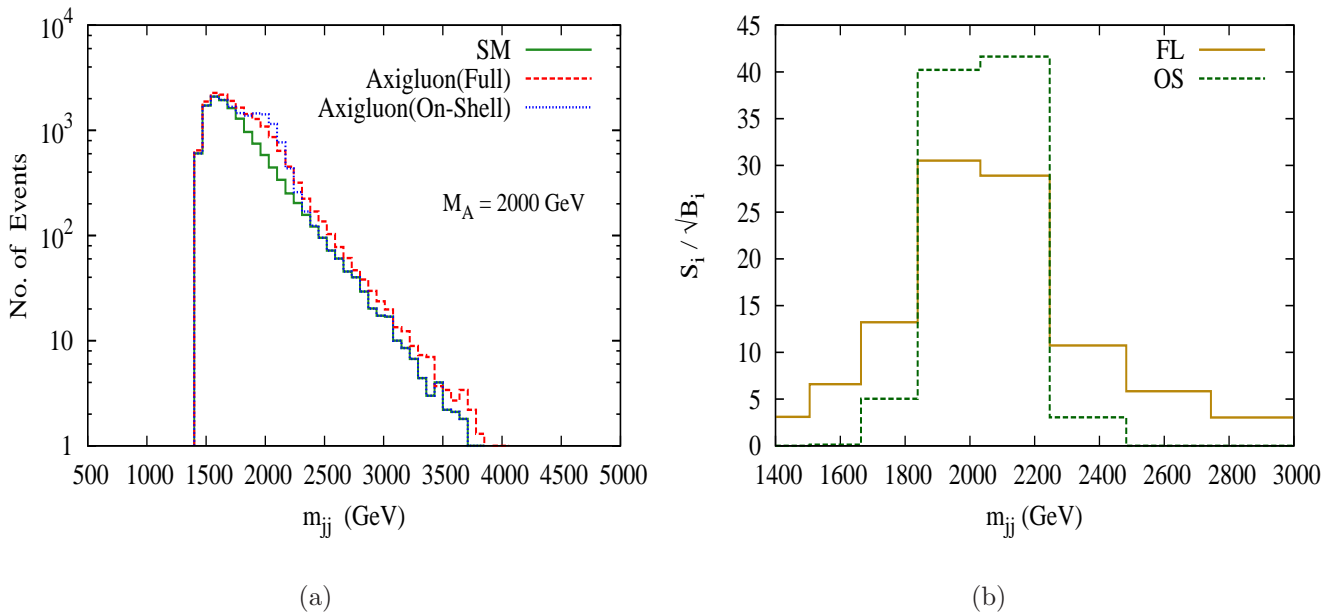 10^4
10^3
10^2
10
1
No. of Events
SM
Axigluon(Full)
Axigluon(On-Shell)
M_A = 2000 GeV
500 1000 1500 2000 2500 3000 3500 4000 4500 5000
m_jj (GeV)
(a)
45
40
35
30
25
20
15
10
5
0
S_i / √B_i
FL
OS
1400 1600 1800 2000 2200 2400 2600 2800 3000
m_jj (GeV)
(b)